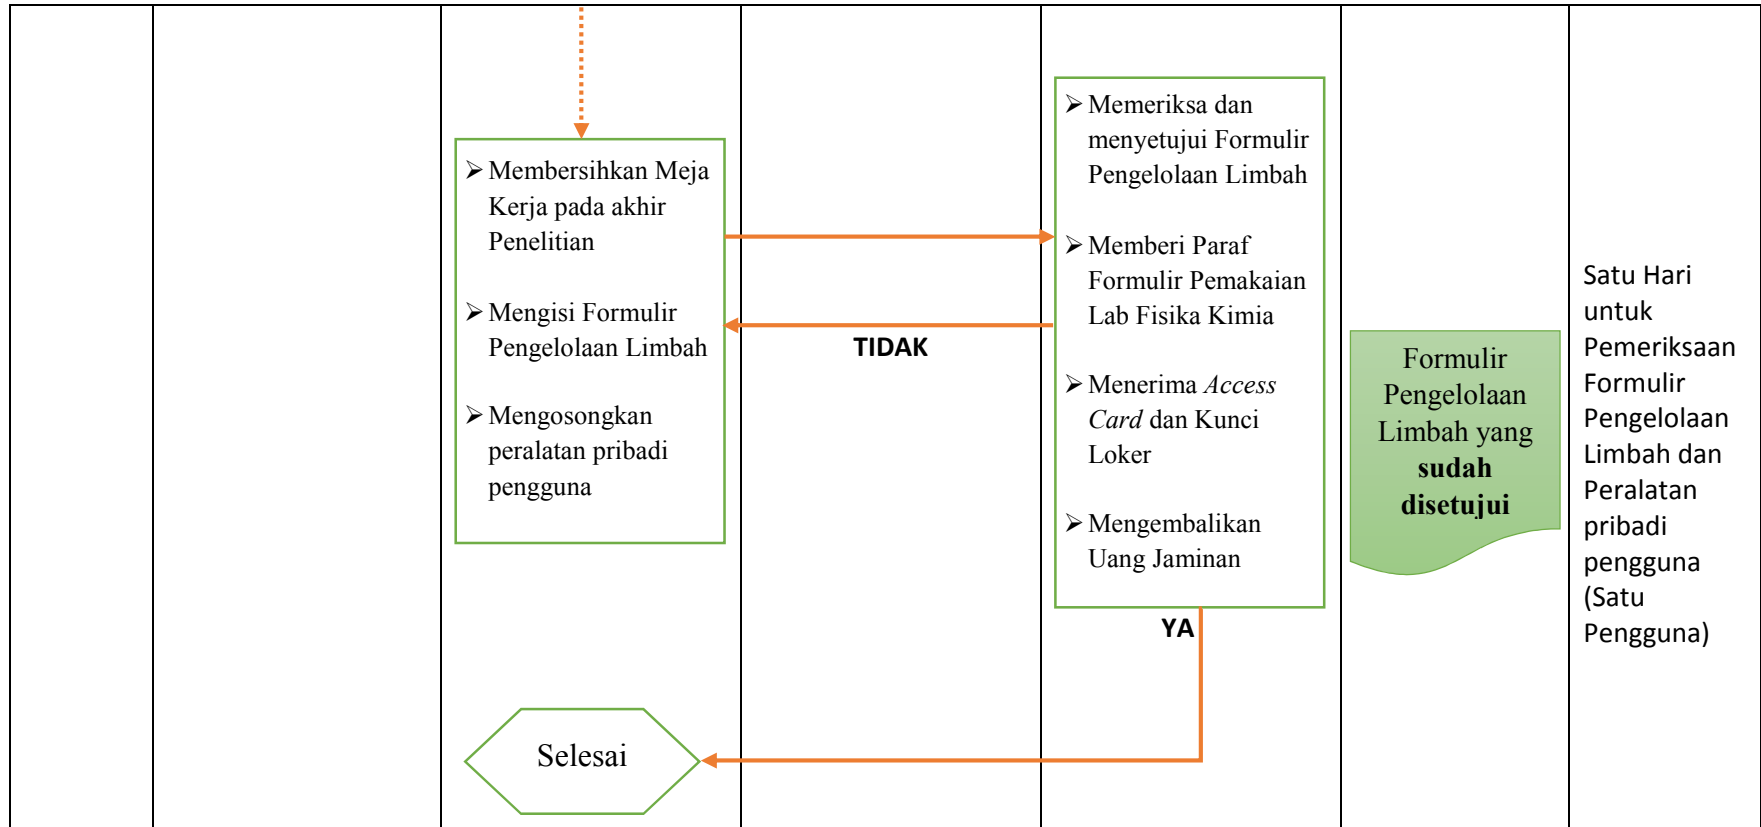 ➢ Membersihkan Meja
Kerja pada akhir
Penelitian
➢ Mengisi Formulir
Pengelolaan Limbah
➢ Mengosongkan
peralatan pribadi
pengguna
TIDAK
➢ Memeriksa dan
menyetujui Formulir
Pengelolaan Limbah
➢ Memberi Paraf
Formulir Pemakaian
Lab Fisika Kimia
➢ Menerima Access
Card dan Kunci
Loker
➢ Mengembalikan
Uang Jaminan
YA
Formulir
Pengelolaan
Limbah yang
sudah
disetujui
Satu Hari
untuk
Pemeriksaan
Formulir
Pengelolaan
Limbah dan
Peralatan
pribadi
pengguna
(Satu
Pengguna)
Selesai